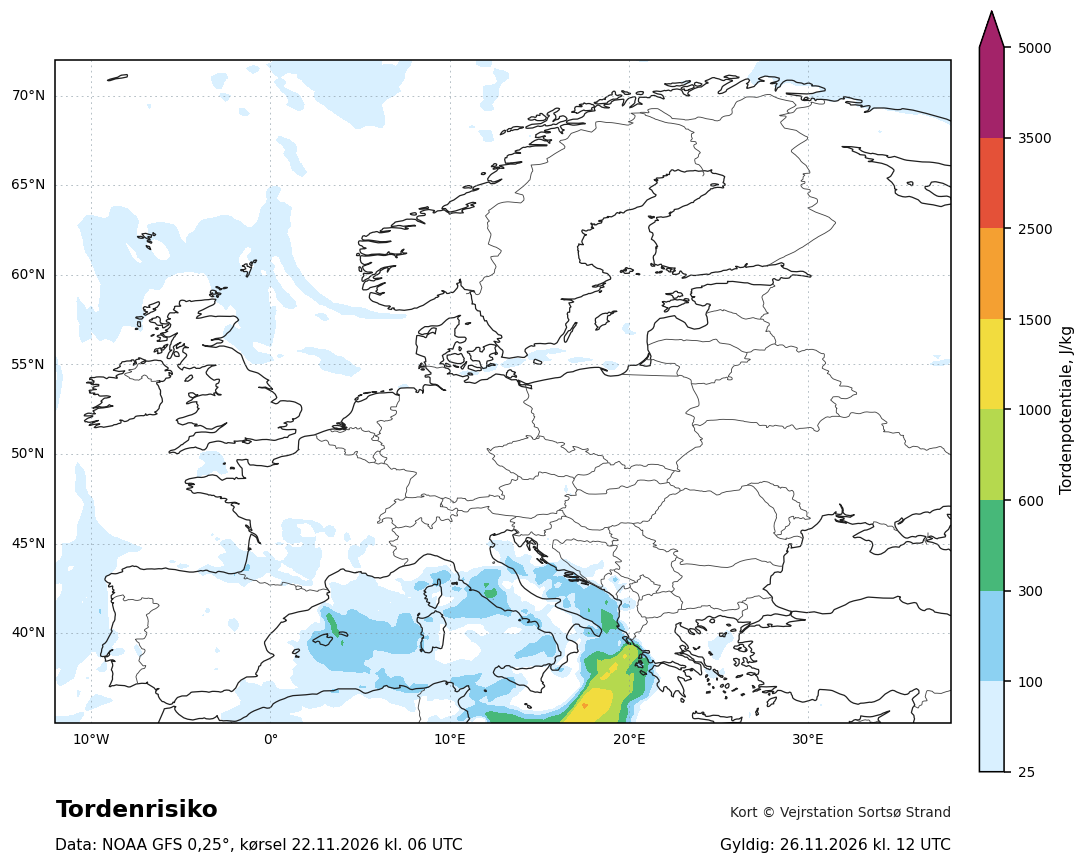 70°N
65°N
60°N
55°N
50°N
45°N
40°N
10°W
0°
10°E
20°E
30°E
5000
3500
2500
1500
1000
600
300
100
25
Tordenpotentiale, J/kg
Tordenrisiko
Kort © Vejrstation Sortsø Strand
Data: NOAA GFS 0,25°, kørsel 22.11.2026 kl. 06 UTC
Gyldig: 26.11.2026 kl. 12 UTC